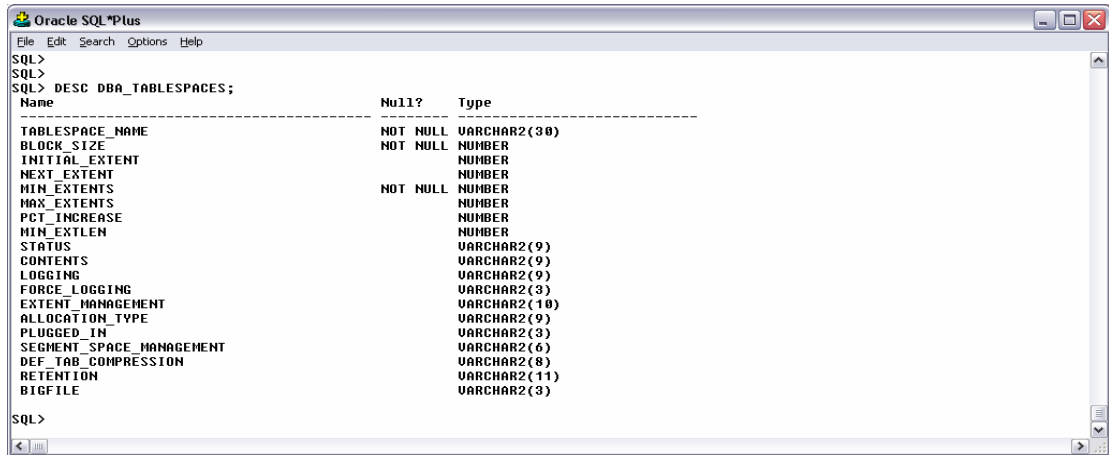 Oracle SQL*Plus
File Edit Search Options Help
SQL>
SQL>
SQL> DESC DBA_TABLESPACES;
Name Null? Type
----------------------------------------- -------- ----------------------------
TABLESPACE_NAME NOT NULL VARCHAR2(30)
BLOCK_SIZE NOT NULL NUMBER
INITIAL_EXTENT NUMBER
NEXT_EXTENT NUMBER
MIN_EXTENTS NOT NULL NUMBER
MAX_EXTENTS NUMBER
PCT_INCREASE NUMBER
MIN_EXTLEN NUMBER
STATUS VARCHAR2(9)
CONTENTS VARCHAR2(9)
LOGGING VARCHAR2(9)
FORCE_LOGGING VARCHAR2(3)
EXTENT_MANAGEMENT VARCHAR2(10)
ALLOCATION_TYPE VARCHAR2(9)
PLUGGED_IN VARCHAR2(3)
SEGMENT_SPACE_MANAGEMENT VARCHAR2(6)
DEF_TAB_COMPRESSION VARCHAR2(8)
RETENTION VARCHAR2(11)
BIGFILE VARCHAR2(3)
SQL>